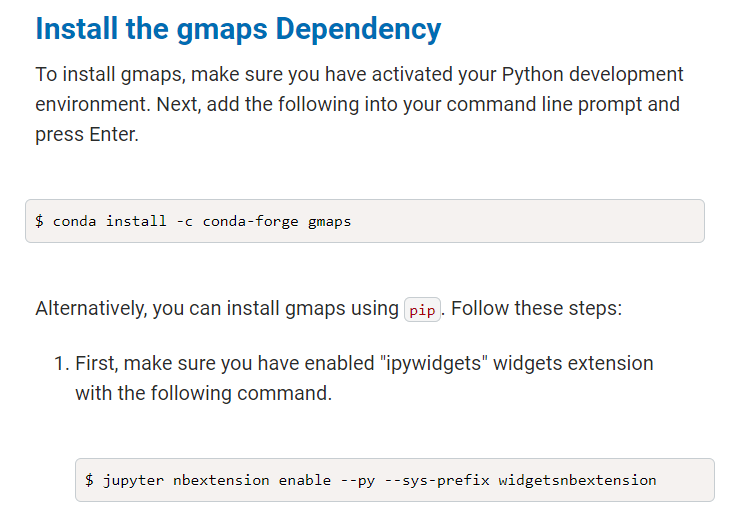 Install the gmaps Dependency
To install gmaps, make sure you have activated your Python development
environment. Next, add the following into your command line prompt and
press Enter.
$ conda install -c conda-forge gmaps
Alternatively, you can install gmaps using pip. Follow these steps:
1. First, make sure you have enabled "ipywidgets" widgets extension
with the following command.
$ jupyter nbextension enable --py --sys-prefix widgetsnbextension